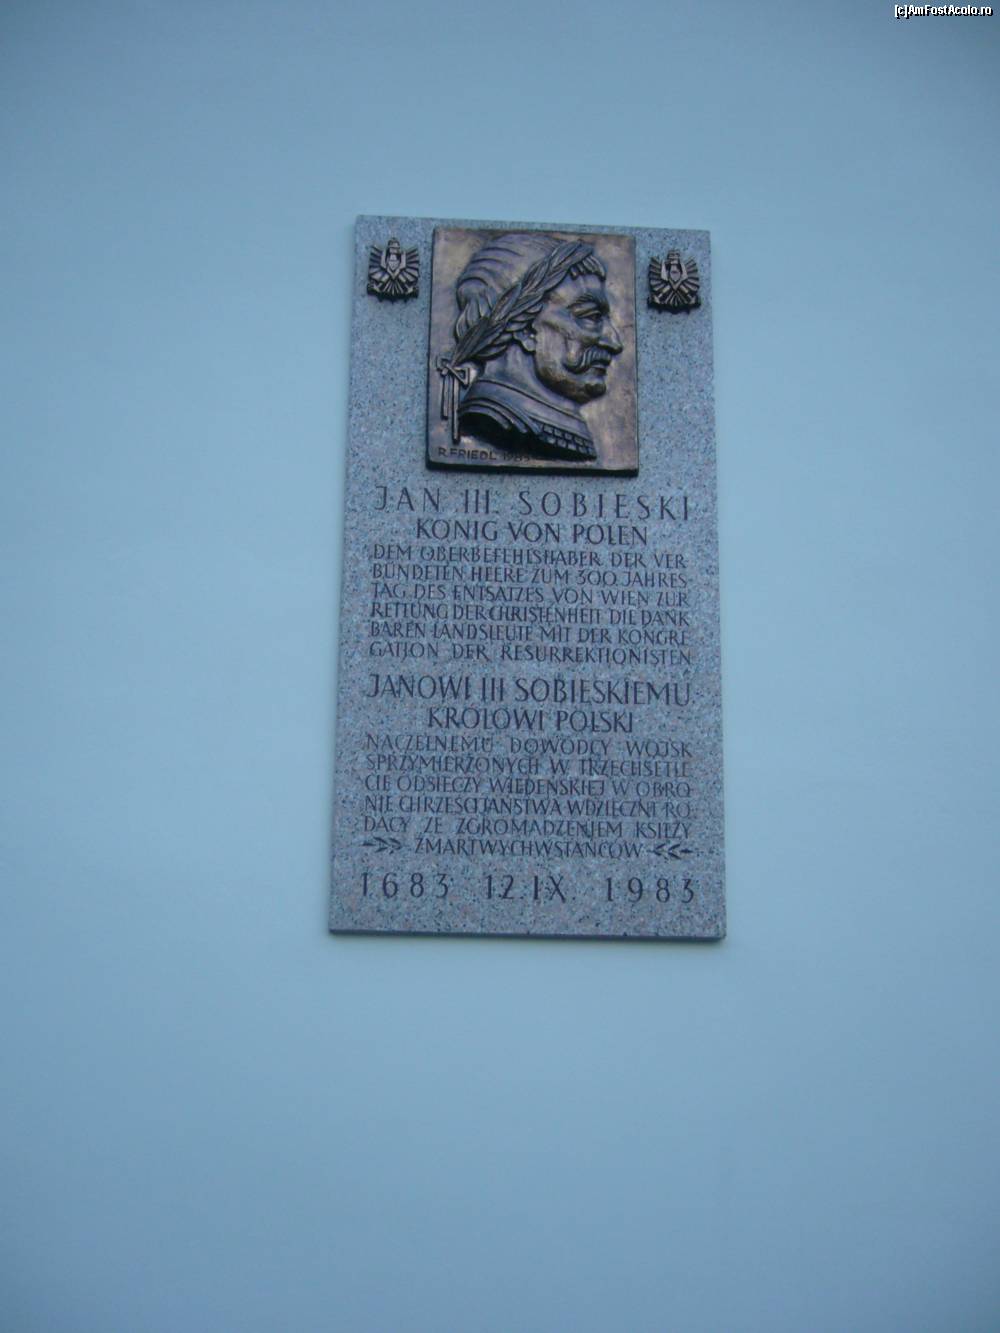 [c]AmFostAcolo.ro
R.FRIEDL 1983
JAN III. SOBIESKI
KÖNIG VON POLEN
DEM OBERBEFEHLSHABER DER VER
BÜNDETEN HEERE ZUM 300. JAHRES-
TAG DES ENTSATZES VON WIEN ZUR
RETTUNG DER CHRISTENHEIT DIE DANK
BAREN LANDSLEUTE MIT DER KONGRE
GATION DER RESURREKTIONISTEN
JANOWI III SOBIESKIEMU
KRÓLOWI POLSKI
NACZELNEMU DOWÓDCY WOJSK
SPRZYMIERZONYCH W TRZECHSETLE
CIE ODSIECZY WIEDEŃSKIEJ W OBRO
NIE CHRZEŚCIJAŃSTWA WDZIĘCZNI RO
DACY ZE ZGROMADZENIEM KSIĘŻY
ZMARTWYCHWSTAŃCÓW
1683 12.IX. 1983